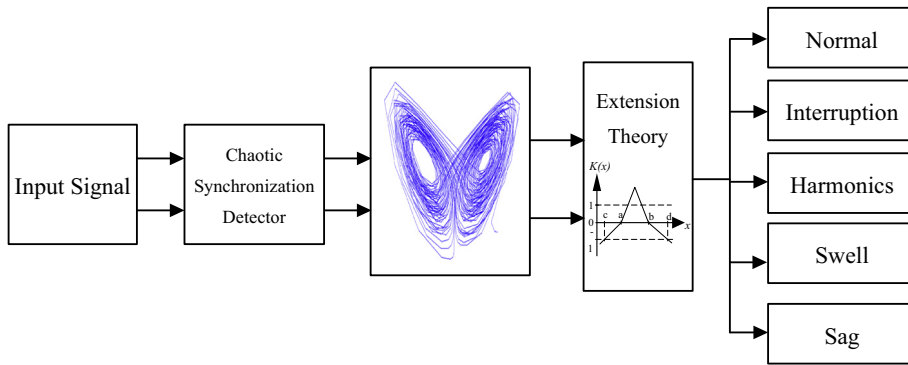 Input Signal
Chaotic
Synchronization
Detector
Extension
Theory
K(x)
1
c a b d
0
x
-
1
Normal
Interruption
Harmonics
Swell
Sag